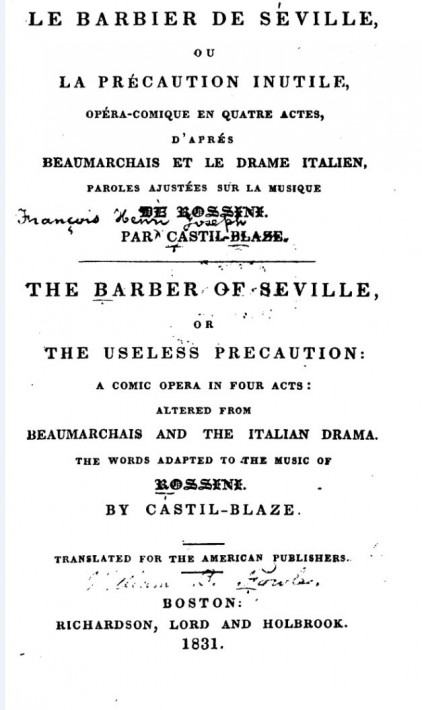 LE BARBIER DE SÉVILLE,
OU
LA PRÉCAUTION INUTILE,
OPÉRA-COMIQUE EN QUATRE ACTES,
D'APRÉS
BEAUMARCHAIS ET LE DRAME ITALIEN,
PAROLES AJUSTÉES SUR LA MUSIQUE
DE ROSSINI.
François Henri Joseph
PAR CASTIL-BLAZE.
THE BARBER OF SEVILLE,
OR
THE USELESS PRECAUTION:
A COMIC OPERA IN FOUR ACTS:
ALTERED FROM
BEAUMARCHAIS AND THE ITALIAN DRAMA.
THE WORDS ADAPTED TO THE MUSIC OF
ROSSINI.
BY CASTIL-BLAZE.
TRANSLATED FOR THE AMERICAN PUBLISHERS.
BOSTON:
RICHARDSON, LORD AND HOLBROOK.
1831.